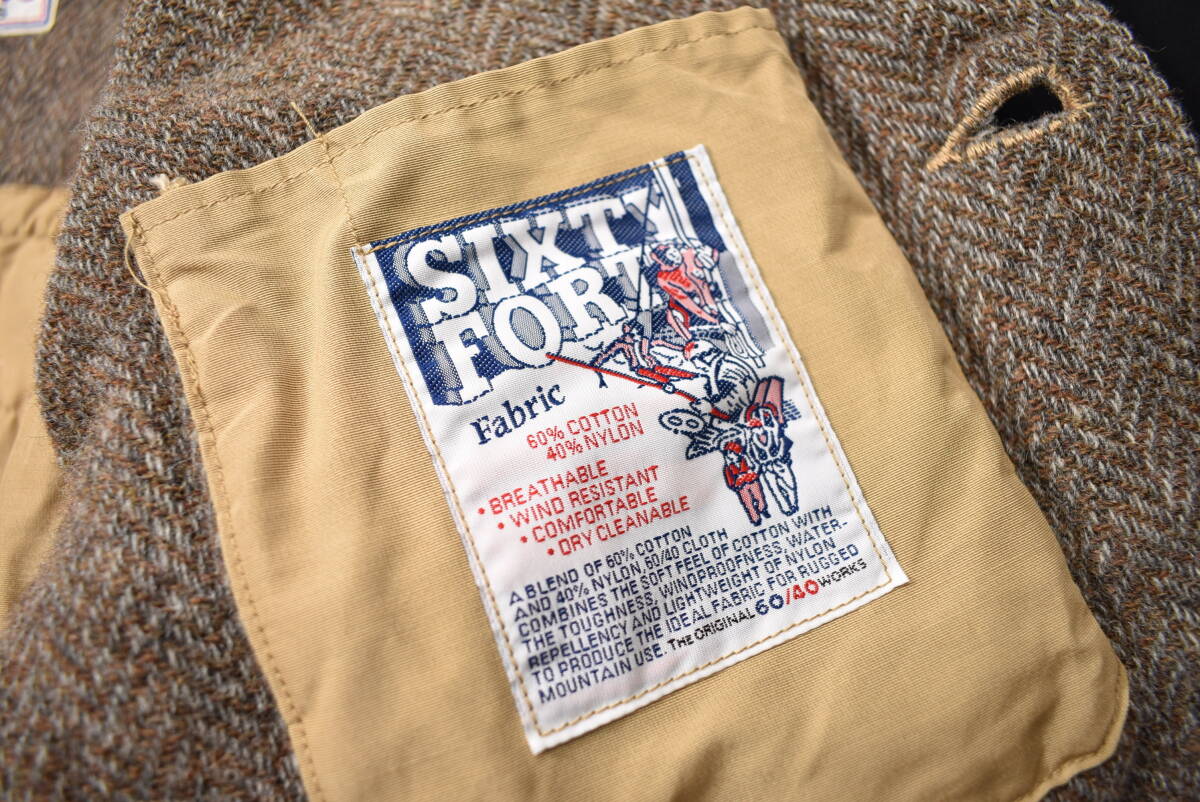 SIXTY
FORTY
Fabric
60% COTTON
40% NYLON
• BREATHABLE
• WIND RESISTANT
• COMFORTABLE
• DRY CLEANABLE
A BLEND OF 60% COTTON
AND 40% NYLON, 60/40 CLOTH
COMBINES THE SOFT FEEL OF COTTON WITH
THE TOUGHNESS, WINDPROOFNESS, WATER-
REPELLENCY AND LIGHTWEIGHT OF NYLON
TO PRODUCE THE IDEAL FABRIC FOR RUGGED
MOUNTAIN USE. THE ORIGINAL 60/40 WORKS